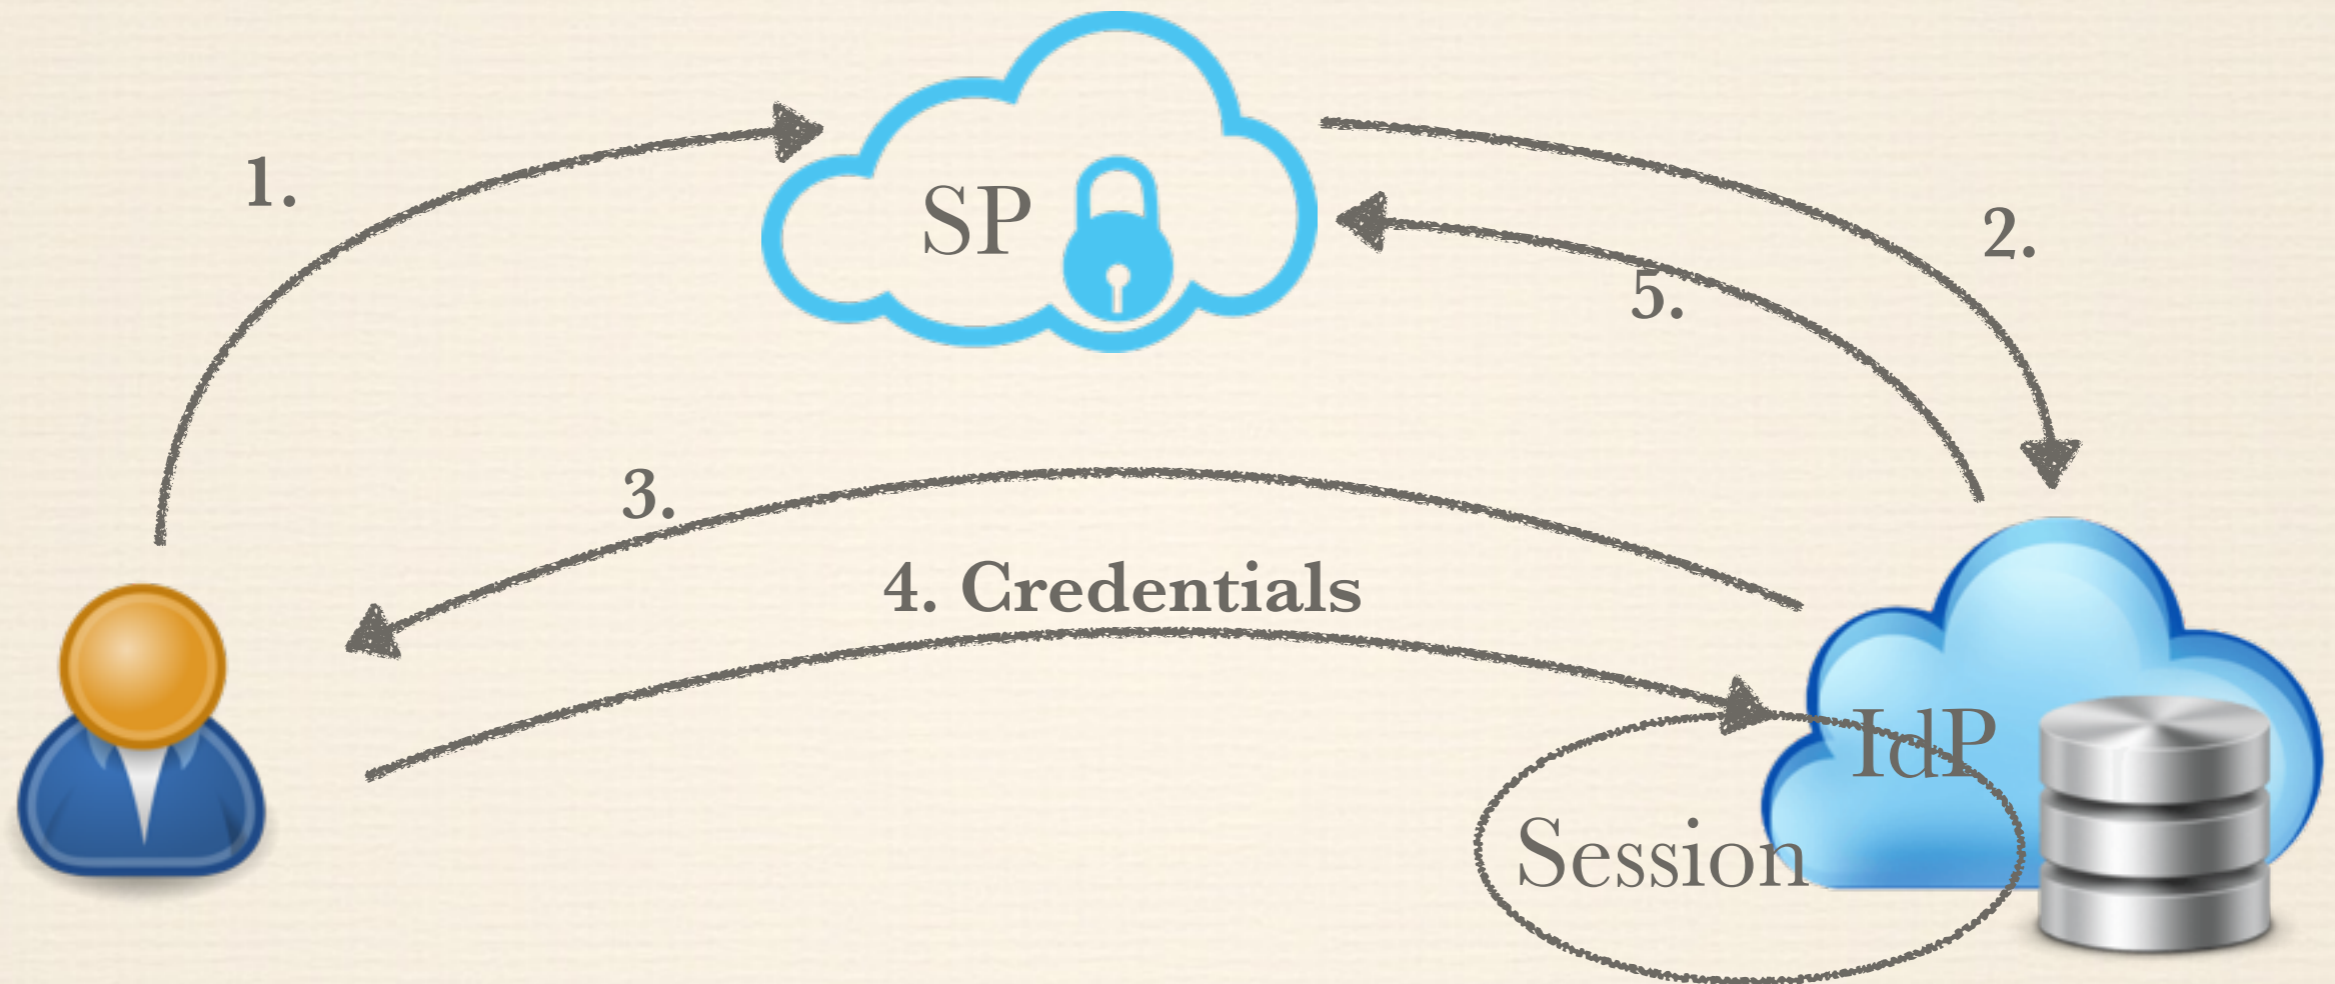 1.
SP
2.
5.
3.
4. Credentials
IdP
Session